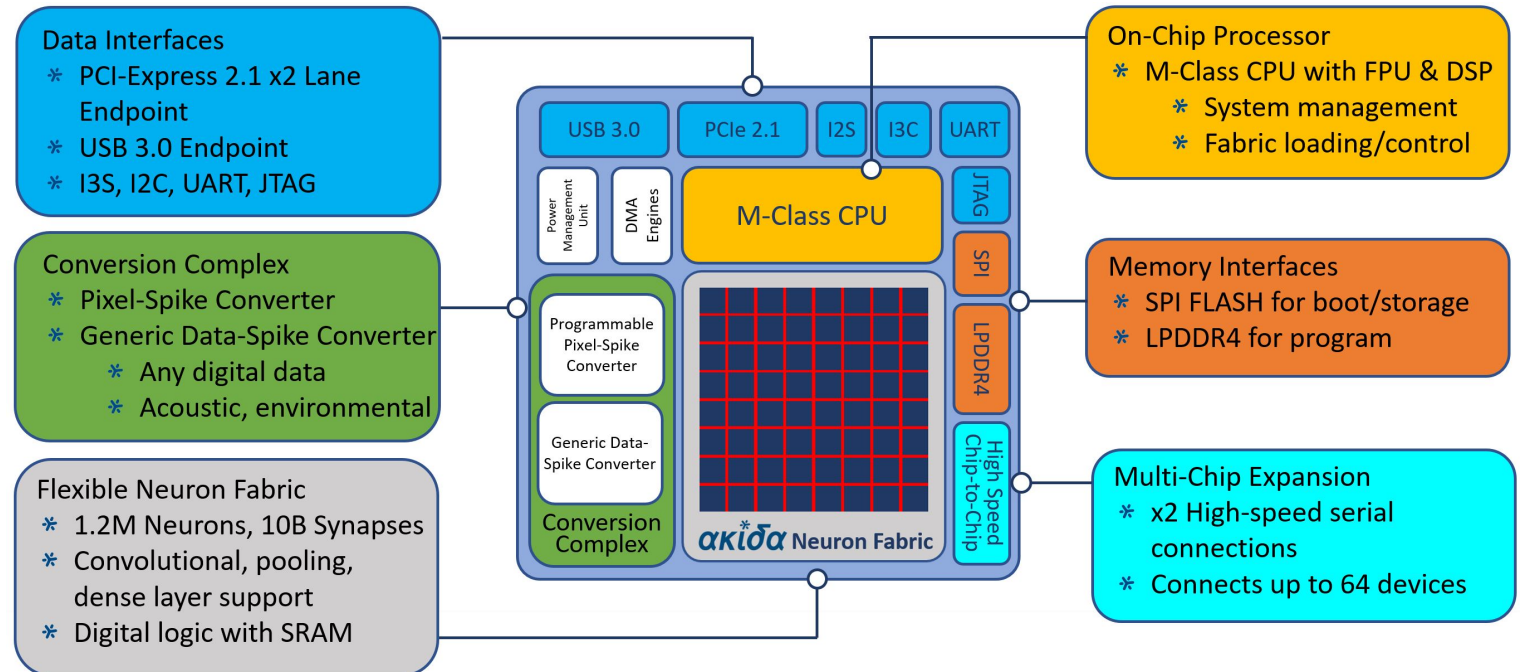 Data Interfaces
* PCI-Express 2.1 x2 Lane
Endpoint
* USB 3.0 Endpoint
* I3S, I2C, UART, JTAG
Conversion Complex
* Pixel-Spike Converter
* Generic Data-Spike Converter
* Any digital data
* Acoustic, environmental
Flexible Neuron Fabric
* 1.2M Neurons, 10B Synapses
* Convolutional, pooling,
dense layer support
* Digital logic with SRAM
USB 3.0
PCIe 2.1
I2S
I3C
UART
Power
Management
Unit
DMA
Engines
M-Class CPU
JTAG
SPI
LPDDR4
High Speed
Chip-to-Chip
Programmable
Pixel-Spike
Converter
Generic Data-
Spike Converter
Conversion
Complex
akida Neuron Fabric
On-Chip Processor
* M-Class CPU with FPU & DSP
* System management
* Fabric loading/control
Memory Interfaces
* SPI FLASH for boot/storage
* LPDDR4 for program
Multi-Chip Expansion
* x2 High-speed serial
connections
* Connects up to 64 devices